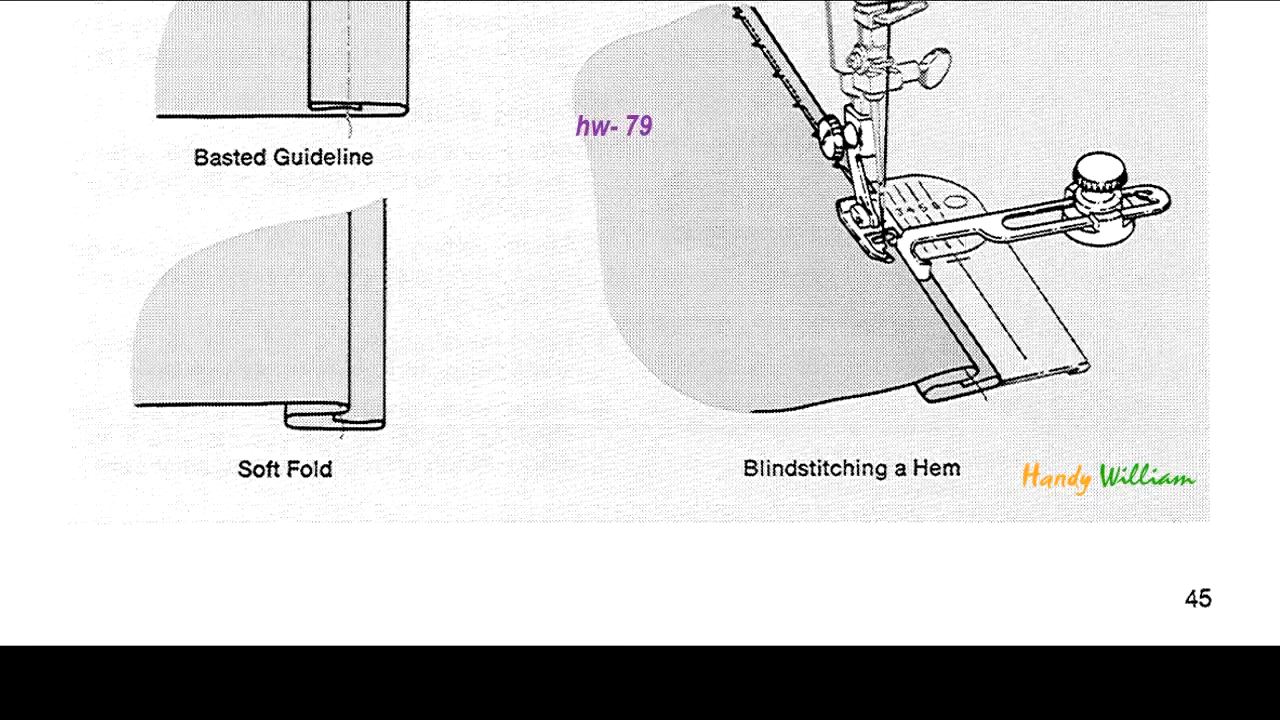 hw- 79
Basted Guideline
Soft Fold
Blindstitching a Hem
Handy William
45